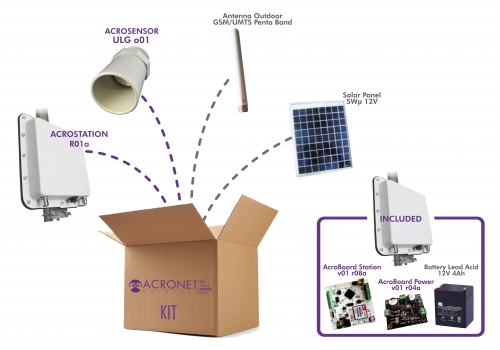 ACROSENSOR
ULG 001
Antenna Outdoor
GSM/UMTS Penta Band
Solar Panel
5Wp 12V
ACROSTATION
R01a
INCLUDED
AcroBoard Station
v01 r08a
AcroBoard Power
v01 r04a
Battery Lead Acid
12V 4Ah
ACRONET
KIT